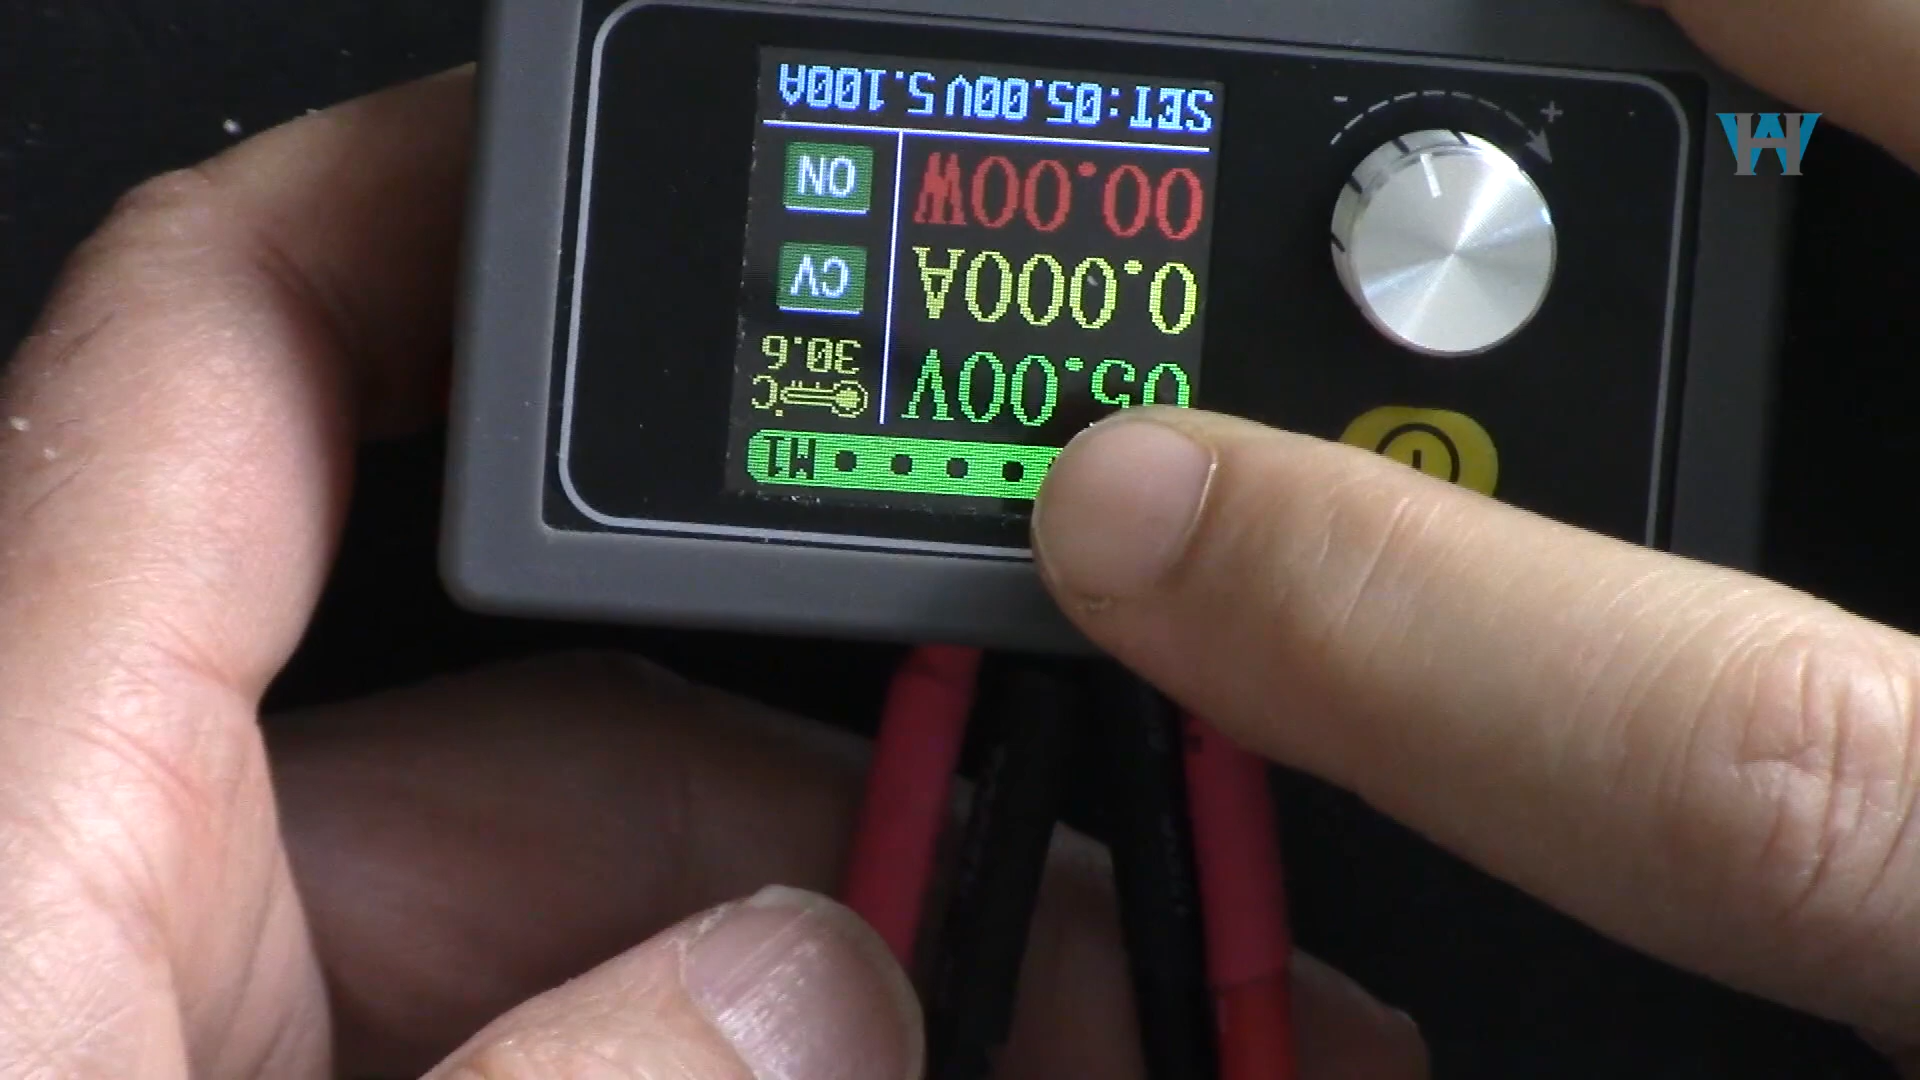 M1
05.00V
0.000A
00.00W
°C
30.6
CV
ON
SET:05.00V 5.100A
- +